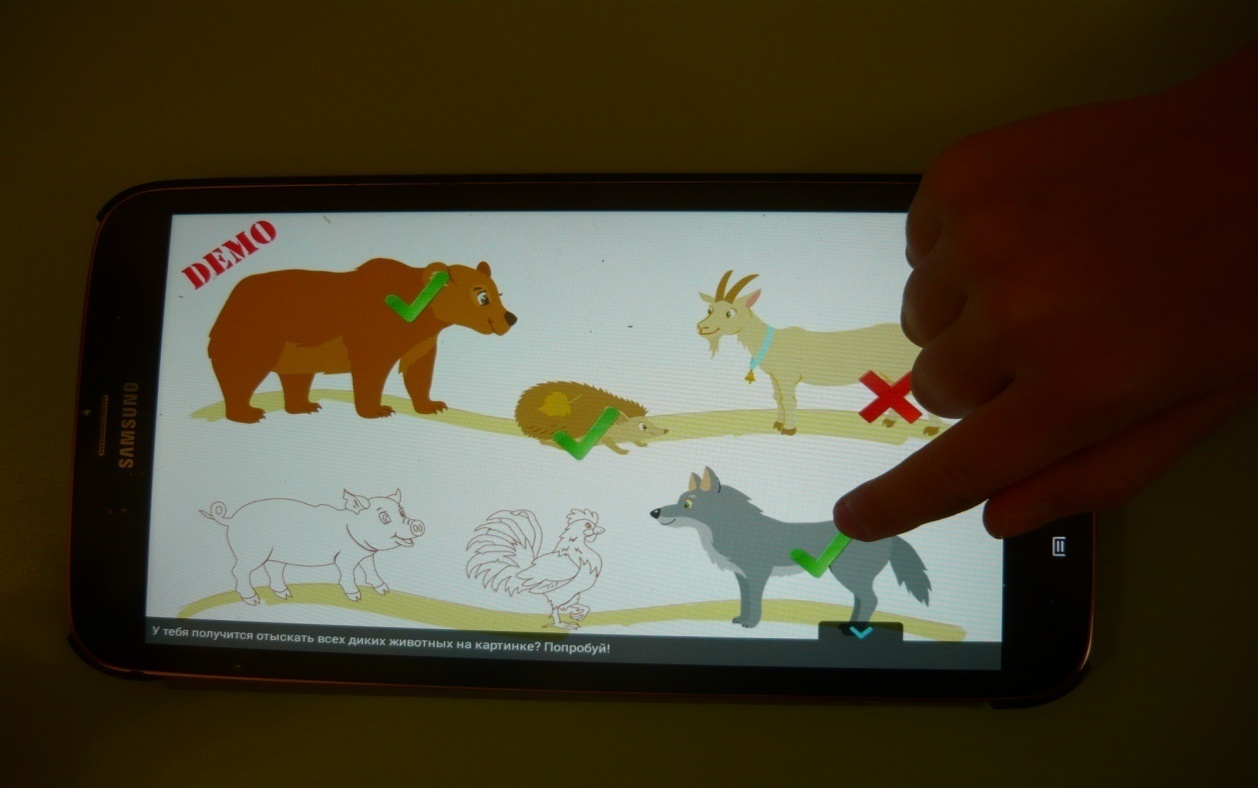 DEMO
SAMSUNG
У тебя получится отыскать всех диких животных на картинке? Попробуй!